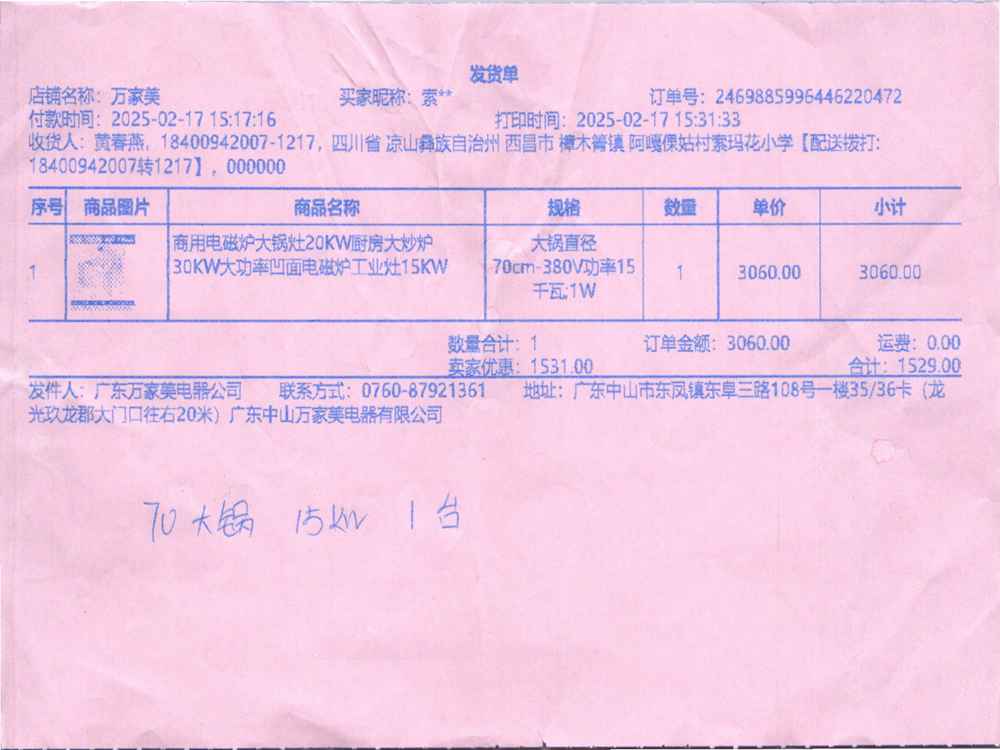 发货单
店铺名称：万家美 买家昵称：索** 订单号：2469885996446220472
付款时间：2025-02-17 15:17:16 打印时间：2025-02-17 15:31:33
收货人：黄春燕，18400942007-1217，四川省 凉山彝族自治州 西昌市 樟木箐镇 阿嘎倮姑村索玛花小学【配送拨打：
18400942007转1217】，000000
序号 商品图片 商品名称 规格 数量 单价 小计
1 商用电磁炉大锅灶20KW厨房大炒炉 大锅直径 1 3060.00 3060.00
30KW大功率凹面电磁炉工业灶15KW 70cm-380V功率15
千瓦;1W
数量合计：1 订单金额：3060.00 运费：0.00
卖家优惠：1531.00 合计：1529.00
发件人：广东万家美电器公司 联系方式：0760-87921361 地址：广东中山市东凤镇东阜三路108号一楼35/36卡（龙
光玖龙郡大门口往右20米）广东中山万家美电器有限公司
70 大锅 15KW 1台